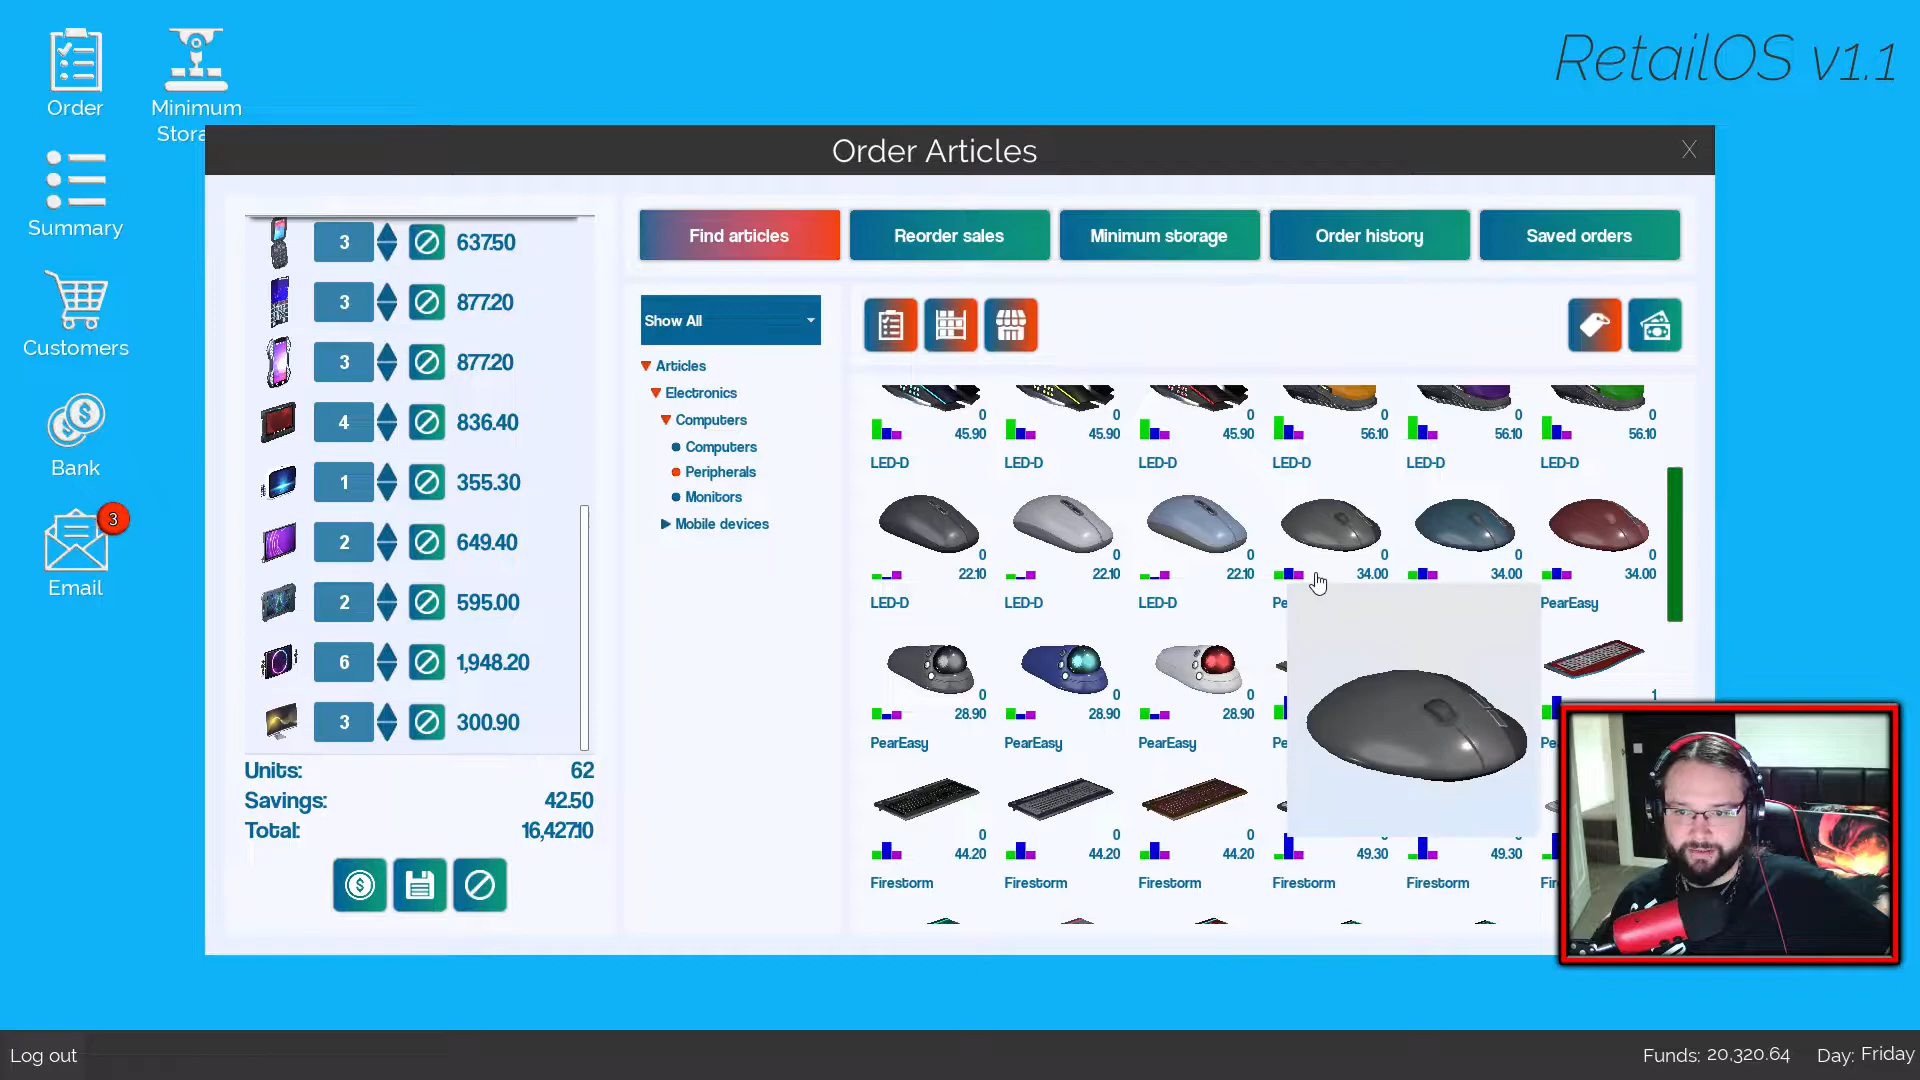 RetailOS v1.1
Order
Minimum
Stora
Summary
Customers
Bank
3
Email
Order Articles
X
Find articles
Reorder sales
Minimum storage
Order history
Saved orders
3 637.50
3 877.20
3 877.20
4 836.40
1 355.30
2 649.40
2 595.00
6 1,948.20
3 300.90
Units: 62
Savings: 42.50
Total: 16,427.10
Show All
Articles
Electronics
Computers
Computers
Peripherals
Monitors
Mobile devices
0 0 0 0 0 0
45.90 45.90 45.90 56.10 56.10 56.10
LED-D LED-D LED-D LED-D LED-D LED-D
0 0 0 0 0 0
22.10 22.10 22.10 34.00 34.00 34.00
LED-D LED-D LED-D Pe PearEasy
0 0 0 1
28.90 28.90 28.90
PearEasy PearEasy PearEasy Pe Pe
0 0 0 0 0
44.20 44.20 44.20 49.30 49.30
Firestorm Firestorm Firestorm Firestorm Firestorm Fir
Log out
Funds: 20,320.64 Day: Friday